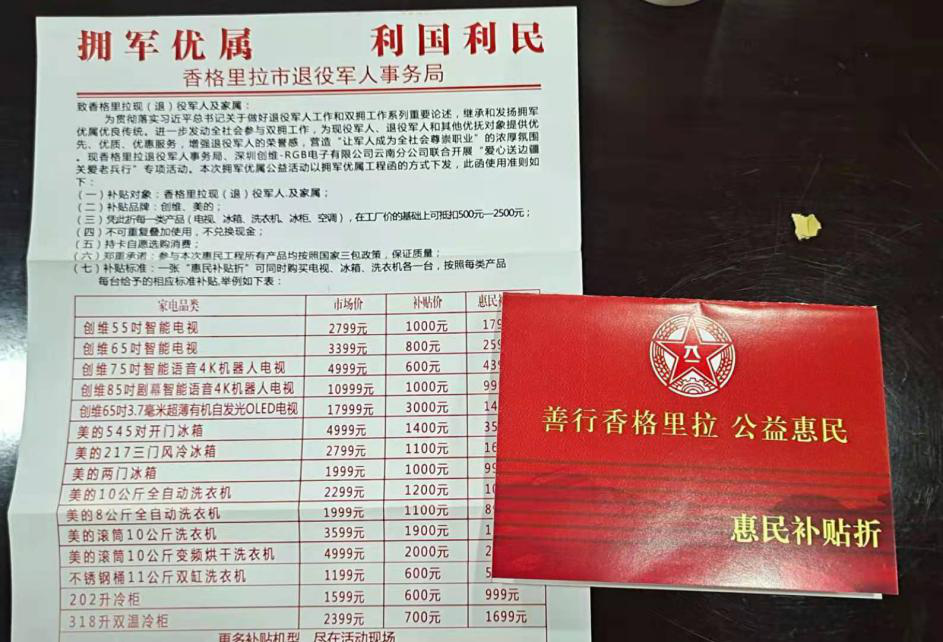 拥军优属 利国利民
香格里拉市退役军人事务局
致香格里拉现（退）役军人及家属：
为贯彻落实习近平总书记关于做好退役军人工作和双拥工作系列重要论述，继承和发扬拥军
优属优良传统。进一步发动全社会参与双拥工作，为现役军人、退役军人和其他优抚对象提供优
先、优质、优惠服务，增强退役军人的荣誉感，营造“让军人成为全社会尊崇职业”的浓厚氛围
。现香格里拉退役军人事务局、深圳创维-RGB电子有限公司云南分公司联合开展“爱心送边疆
关爱老兵行”专项活动。本次拥军优属公益活动以拥军优属工程函的方式下发，此函使用准则如
下：
（一）补贴对象：香格里拉现（退）役军人.及家属；
（二）补贴品牌：创维、美的；
（三）凭此折每一类产品（电视、冰箱、洗衣机、冰柜、空调），在工厂价的基础上可抵扣500元—2500元；
（四）不可重复叠加使用，不兑换现金；
（五）持卡自愿选购消费；
（六）郑重承诺：参与本次惠民工程所有产品均按照国家三包政策，保证质量；
（七）补贴标准：一张“惠民补贴折”可同时购买电视、冰箱、洗衣机各一台，按照每类产品
每台给予的相应标准补贴,举例如下表：
家电品类 市场价 补贴价 惠民
创维55吋智能电视 2799元 1000元
创维65吋智能电视 3399元 800元
创维75吋智能语音4K机器人电视 4999元 600元
创维85吋剧幕智能语音4K机器人电视 10999元 1000元
创维65吋3.7毫米超薄有机自发光OLED电视 17999元 3000元
美的545对开门冰箱 4999元 1400元
美的217三门风冷冰箱 2799元 1100元
美的两门冰箱 1999元 1000元
美的10公斤全自动洗衣机 2299元 1200元
美的8公斤全自动洗衣机 1999元 1100元
美的滚筒10公斤洗衣机 3599元 1900元
美的滚筒10公斤变频烘干洗衣机 4999元 2000元
不锈钢桶11公斤双缸洗衣机 1199元 600元
202升冷柜 1599元 600元 999元
318升双温冷柜 2399元 700元 1699元
更多补贴机型 尽在活动现场
八一
善行香格里拉 公益惠民
惠民补贴折